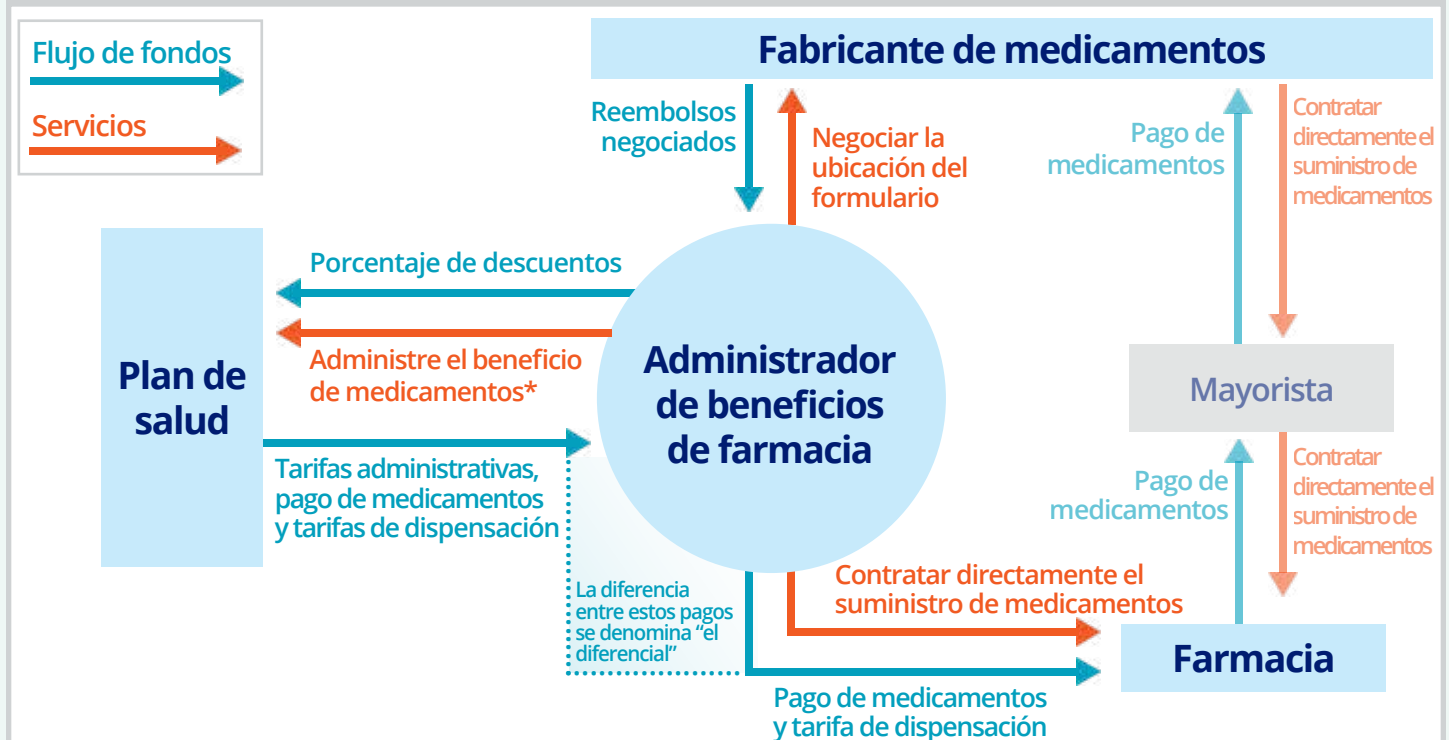 Flujo de fondos
Servicios
Fabricante de medicamentos
Reembolsos
negociados
Negociar la
ubicación del
formulario
Pago de
medicamentos
Contratar
directamente el
suministro de
medicamentos
Porcentaje de descuentos
Administre el beneficio
de medicamentos*
Plan de
salud
Administrador
de beneficios
de farmacia
Mayorista
Tarifas administrativas,
pago de medicamentos
y tarifas de dispensación
Pago de
medicamentos
Contratar
directamente el
suministro de
medicamentos
La diferencia
entre estos pagos
se denomina “el
diferencial”
Contratar directamente el
suministro de medicamentos
Farmacia
Pago de medicamentos
y tarifa de dispensación